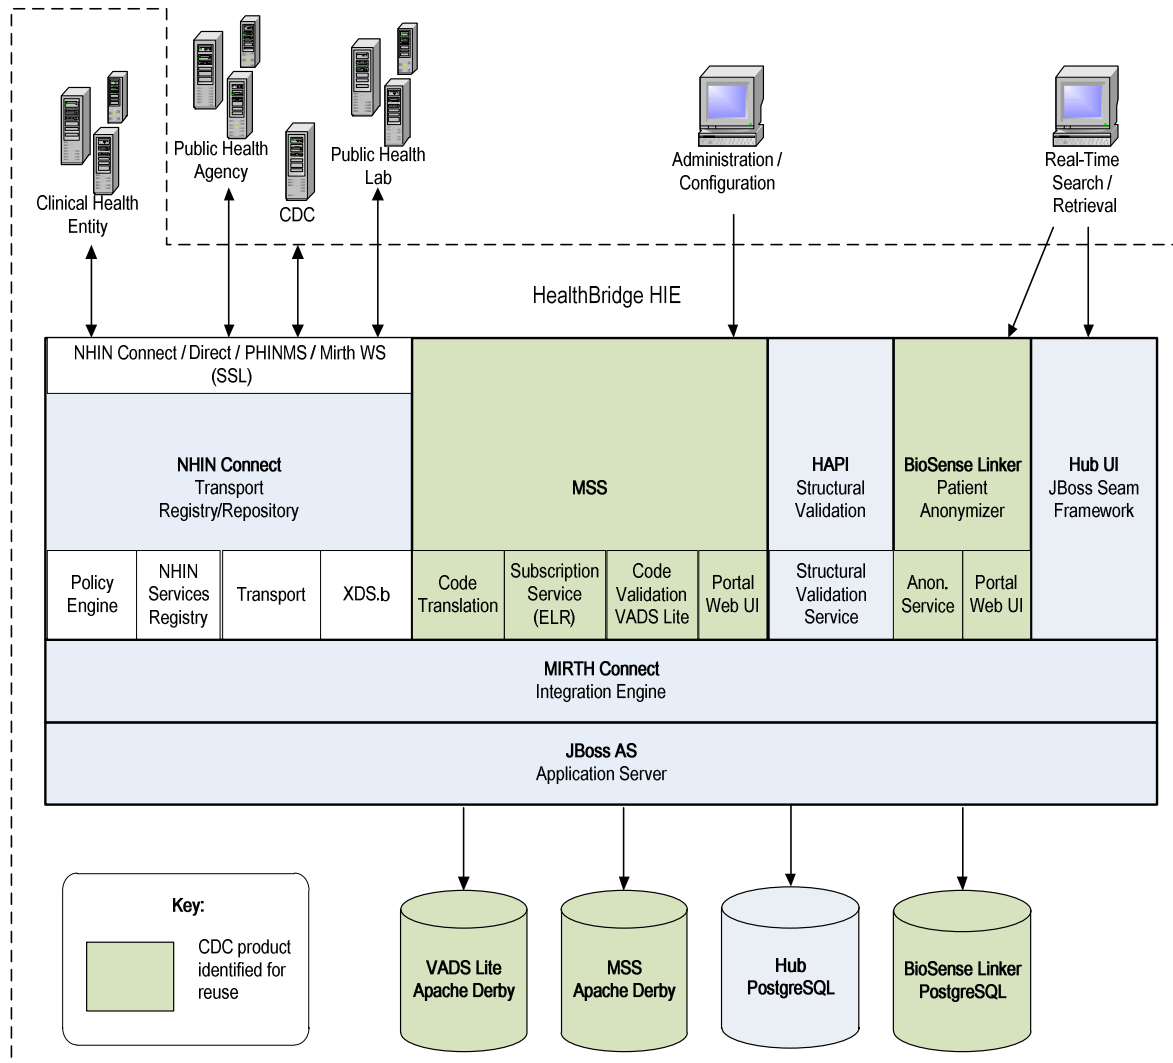 Clinical Health
Entity
Public Health
Agency
CDC
Public Health
Lab
Administration /
Configuration
Real-Time
Search /
Retrieval
HealthBridge HIE
NHIN Connect / Direct / PHINMS / Mirth WS
(SSL)
NHIN Connect
Transport
Registry/Repository
MSS
HAPI
Structural
Validation
BioSense Linker
Patient
Anonymizer
Hub UI
JBoss Seam
Framework
Policy
Engine
NHIN
Services
Registry
Transport
XDS.b
Code
Translation
Subscription
Service
(ELR)
Code
Validation
VADS Lite
Portal
Web UI
Structural
Validation
Service
Anon.
Service
Portal
Web UI
MIRTH Connect
Integration Engine
JBoss AS
Application Server
Key:
CDC product
identified for
reuse
VADS Lite
Apache Derby
MSS
Apache Derby
Hub
PostgreSQL
BioSense Linker
PostgreSQL